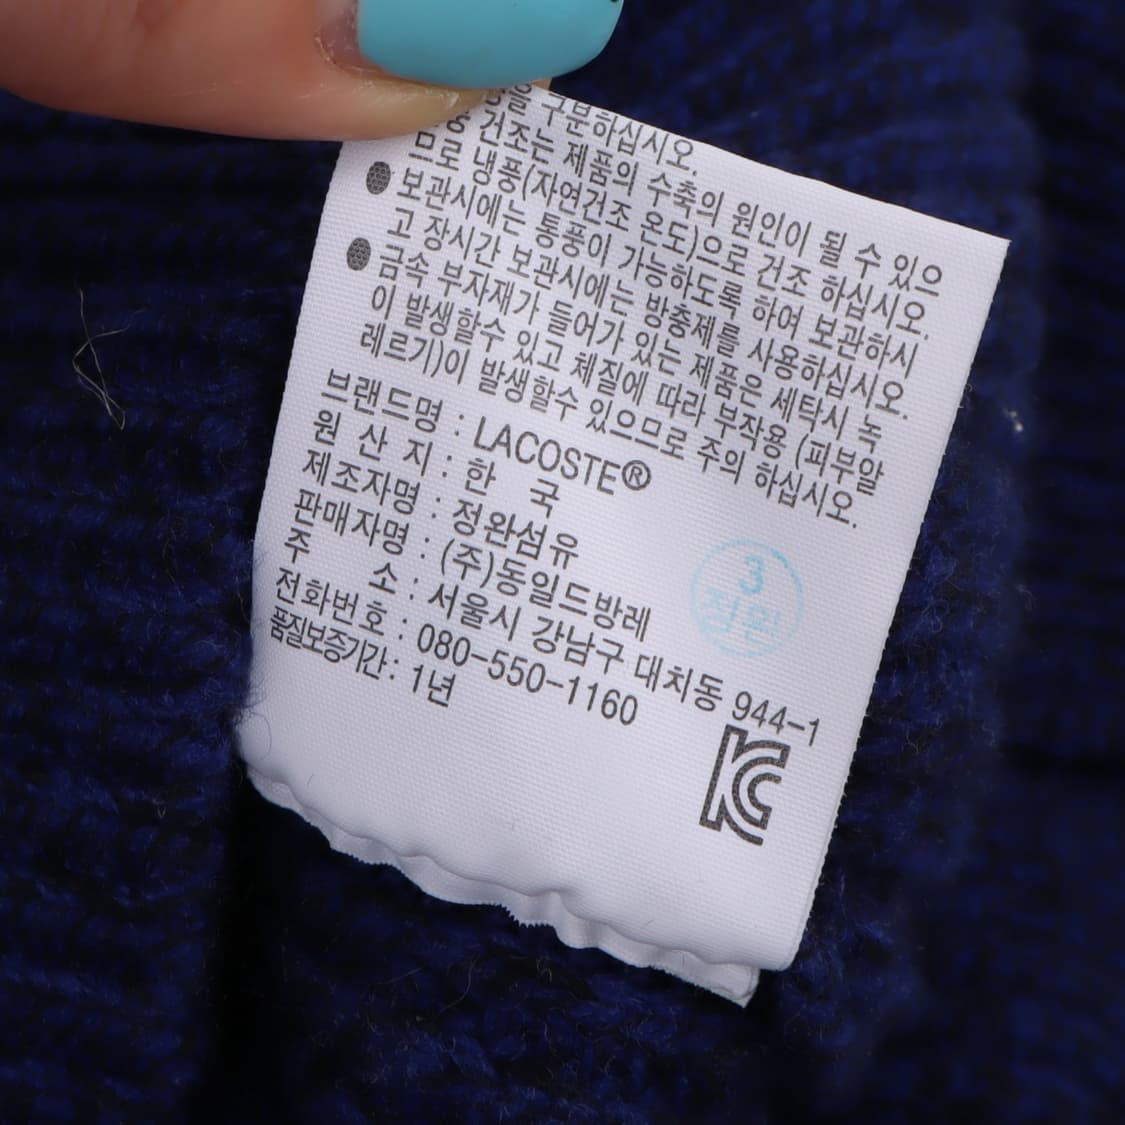 을 구분하십시오.
건조는 제품의 수축의 원인이 될 수 있으
므로 냉풍(자연건조 온도)으로 건조 하십시오.
● 보관시에는 통풍이 가능하도록 하여 보관하시
고 장시간 보관시에는 방충제를 사용하십시오.
● 금속 부자재가 들어가 있는 제품은 세탁시 녹
이 발생할수 있고 체질에 따라 부작용 (피부알
레르기)이 발생할수 있으므로 주의 하십시오.
브랜드명 : LACOSTE®
원 산 지 : 한 국
제조자명 : 정완섬유
판매자명 : (주)동일드방레
주 소 : 서울시 강남구 대치동 944-1
전화번호 : 080-550-1160
품질보증기간 : 1년
3
KC